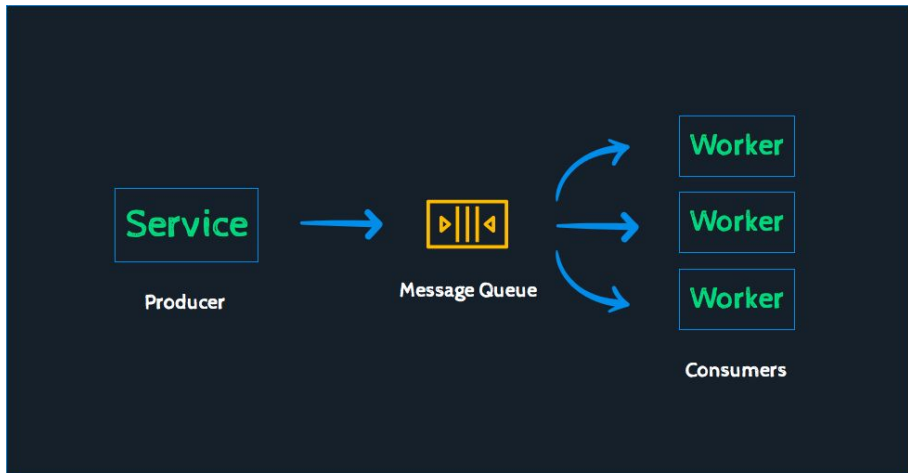 Service
Producer
Message Queue
Worker
Worker
Worker
Consumers